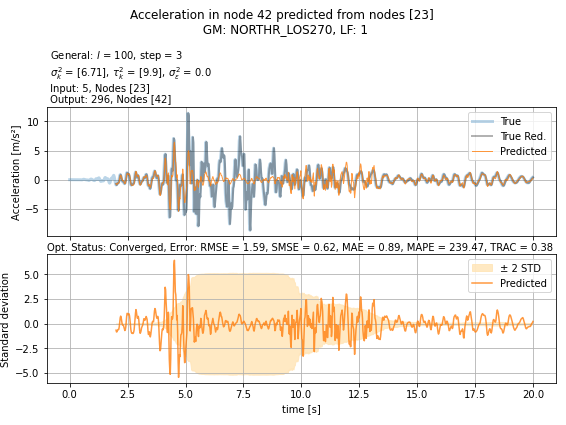 Acceleration in node 42 predicted from nodes [23]
GM: NORTHR_LOS270, LF: 1
General: l = 100, step = 3
σ²ₖ = [6.71], τ²ₖ = [9.9], σ²ε = 0.0
Input: 5, Nodes [23]
Output: 296, Nodes [42]
Acceleration [m/s²]
10
5
0
−5
True
True Red.
Predicted
Opt. Status: Converged, Error: RMSE = 1.59, SMSE = 0.62, MAE = 0.89, MAPE = 239.47, TRAC = 0.38
Standard deviation
5.0
2.5
0.0
−2.5
−5.0
± 2 STD
Predicted
0.0 2.5 5.0 7.5 10.0 12.5 15.0 17.5 20.0
time [s]